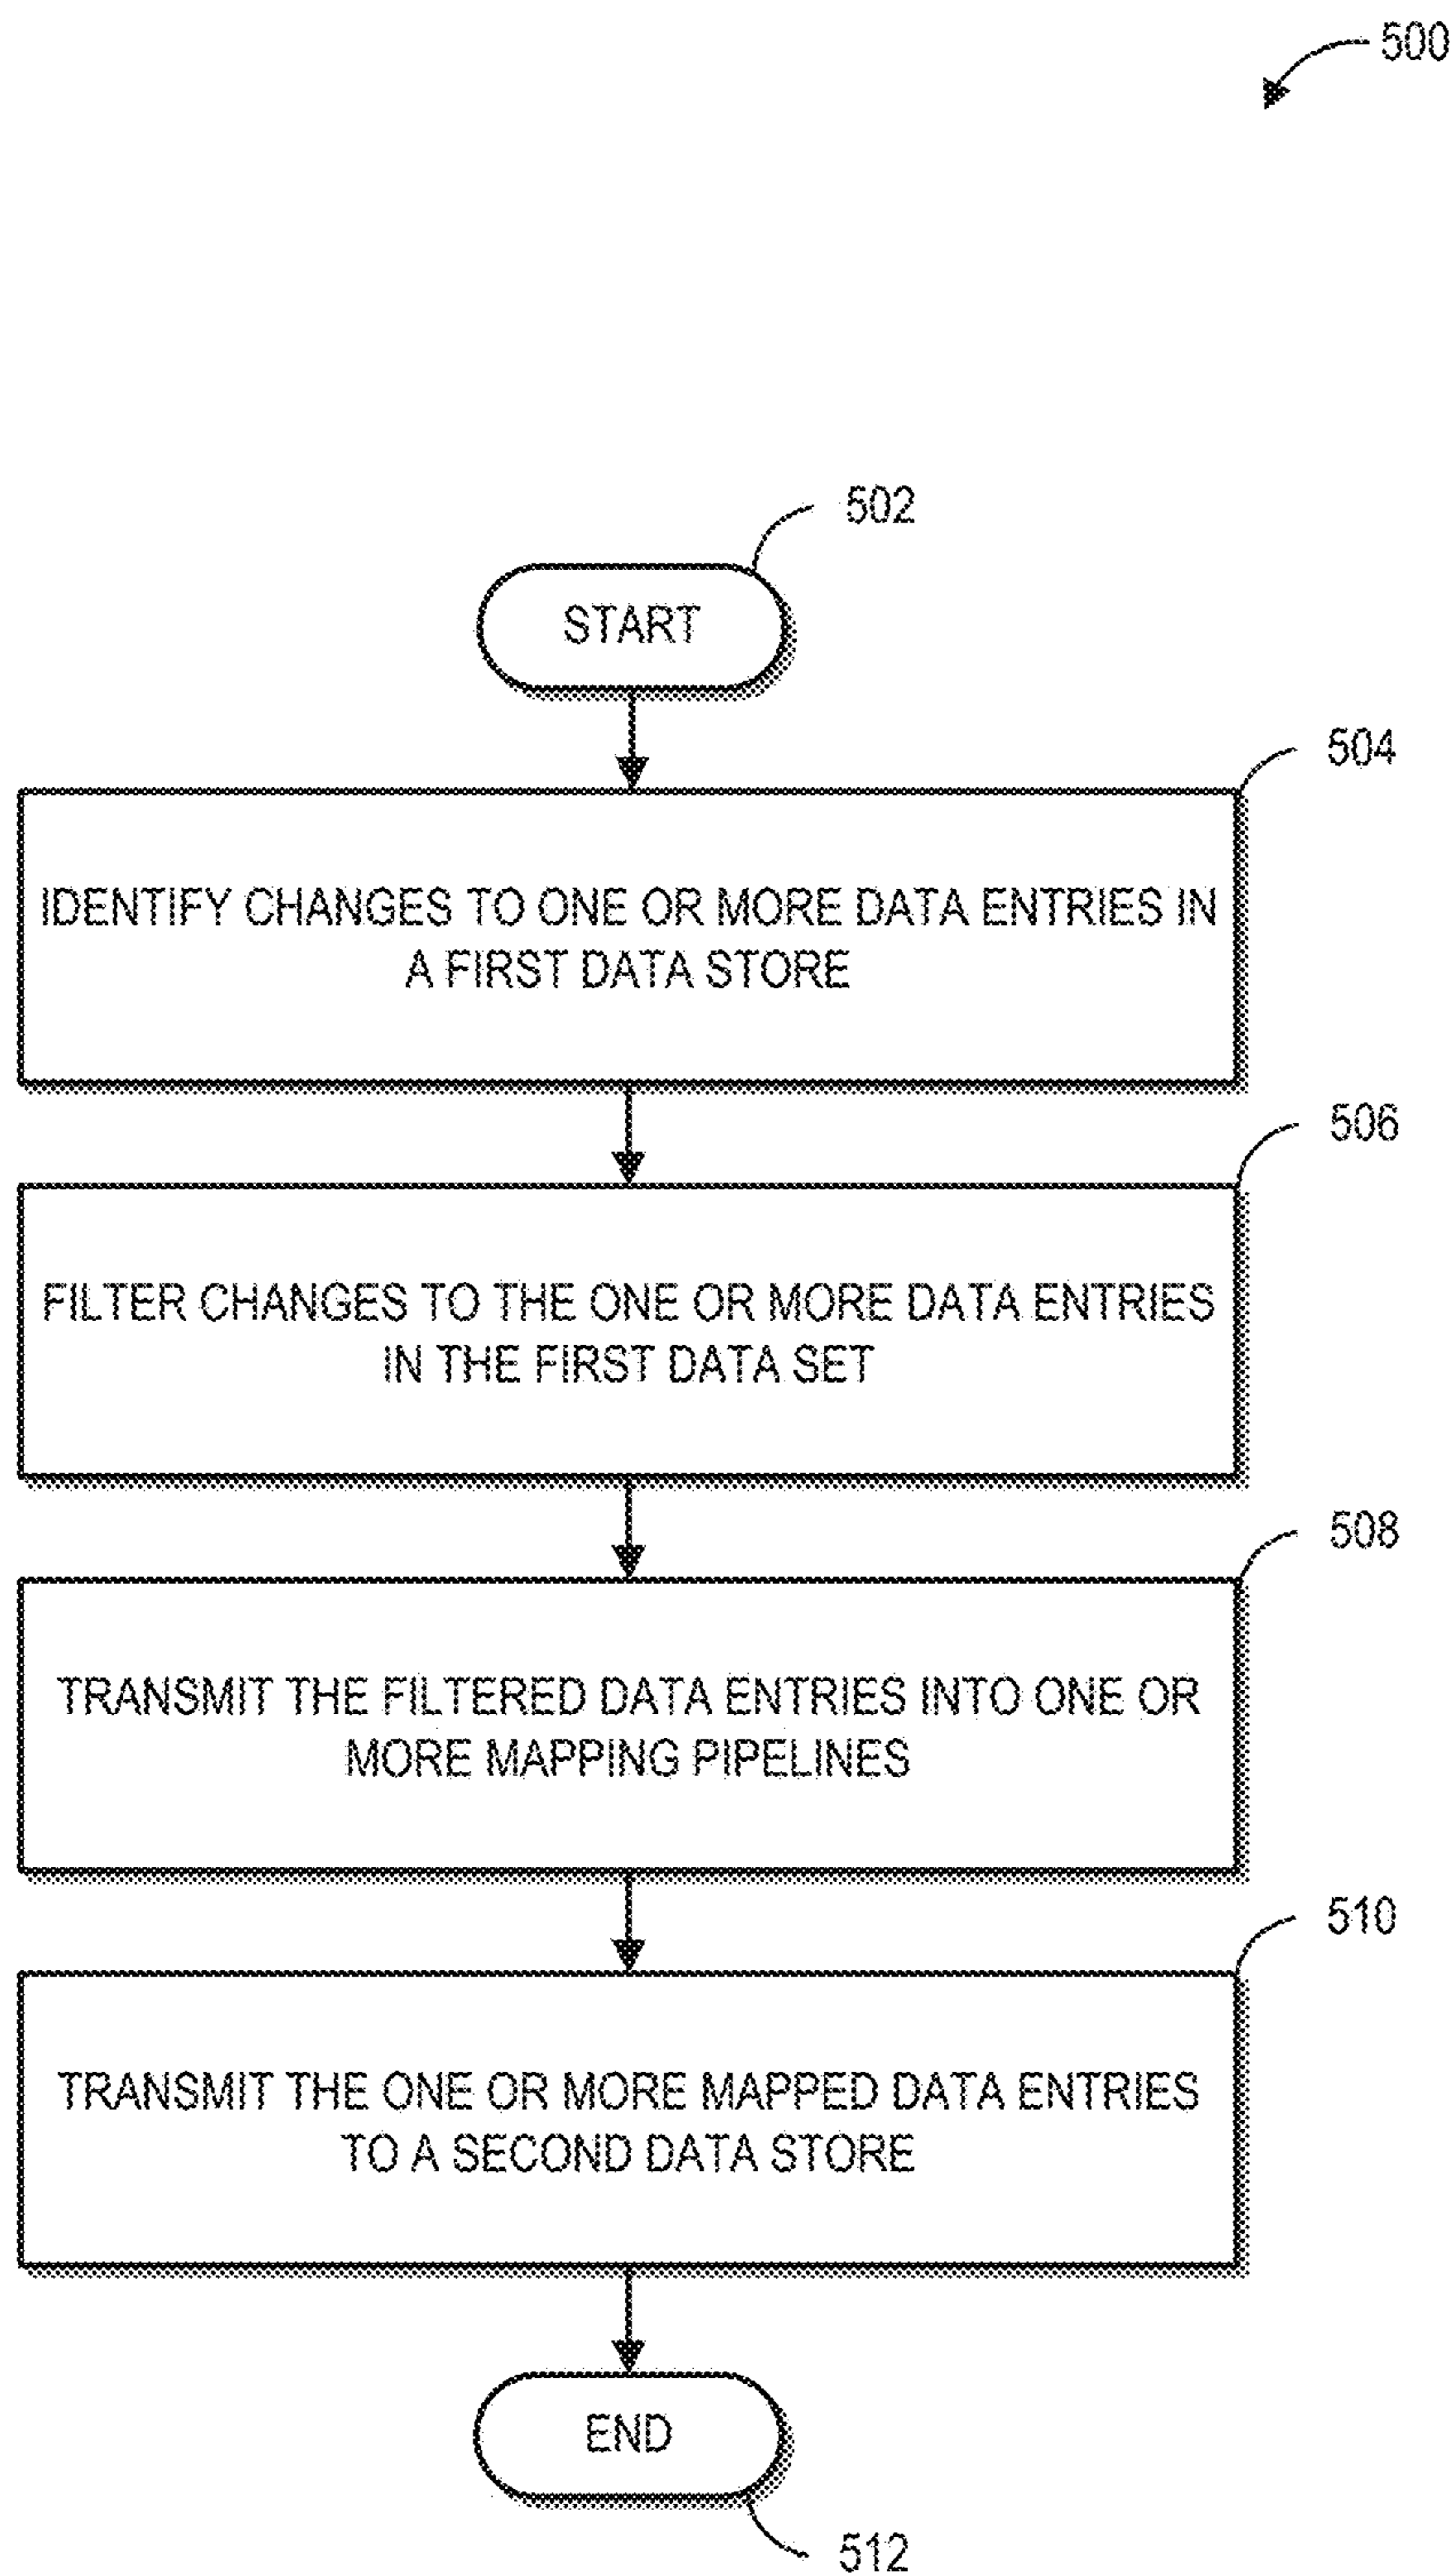 500
502
START
504
IDENTIFY CHANGES TO ONE OR MORE DATA ENTRIES IN
A FIRST DATA STORE
506
FILTER CHANGES TO THE ONE OR MORE DATA ENTRIES
IN THE FIRST DATA SET
508
TRANSMIT THE FILTERED DATA ENTRIES INTO ONE OR
MORE MAPPING PIPELINES
510
TRANSMIT THE ONE OR MORE MAPPED DATA ENTRIES
TO A SECOND DATA STORE
END
512